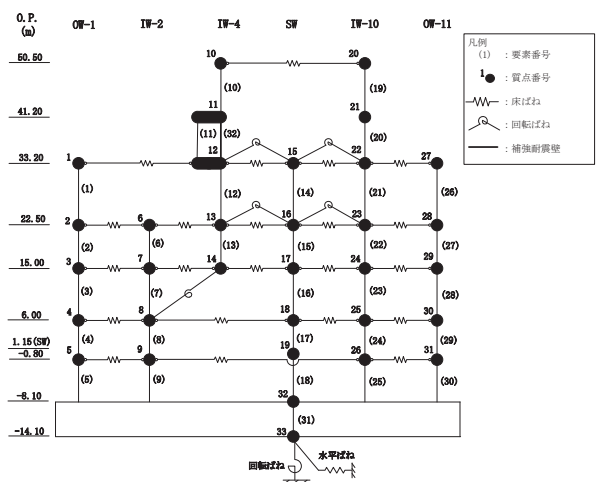 O.P.
(m)
OW-1 IW-2 IW-4 SW IW-10 OW-11
凡例
(1) : 要素番号
1 : 質点番号
: 床ばね
: 回転ばね
: 補強耐震壁
50.50 10 20
(10) (19)
41.20 11 21
(11) (32) (20)
33.20 1 12 15 22 27
(1) (12) (14) (21) (26)
22.50 2 6 13 16 23 28
(2) (6) (13) (15) (22) (27)
15.00 3 7 14 17 24 29
(3) (7) (16) (23) (28)
6.00 4 8 18 25 30
(4) (8) (17) (24) (29)
1.15(SW) 19
-0.80 5 9 26 31
(5) (9) (18) (25) (30)
-8.10 32
(31)
-14.10 33
水平ばね
回転ばね